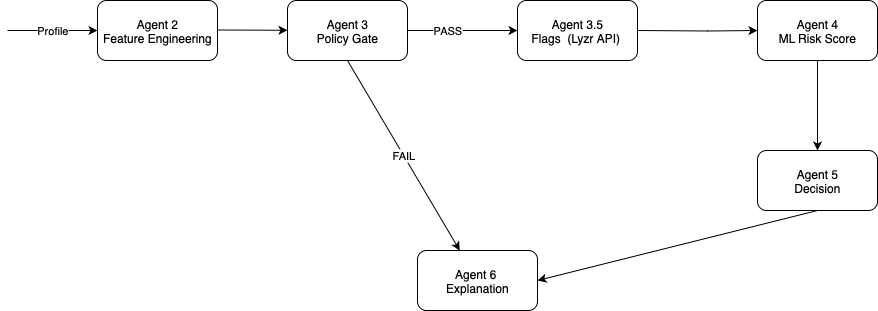 Profile
Agent 2
Feature Engineering
Agent 3
Policy Gate
PASS
Agent 3.5
Flags (Lyzr API)
Agent 4
ML Risk Score
FAIL
Agent 5
Decision
Agent 6
Explanation